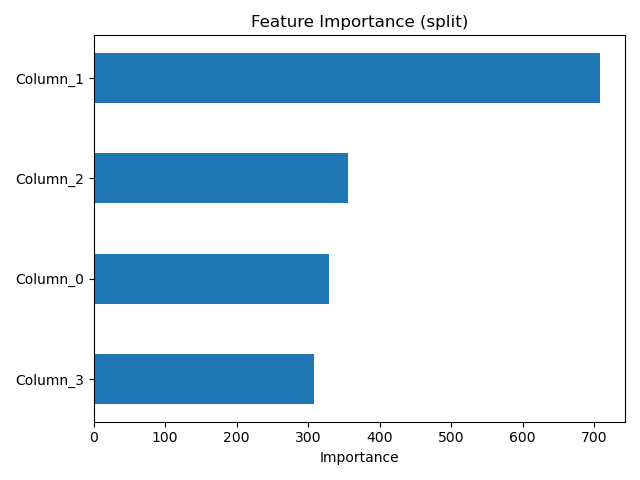 Feature Importance (split)
Column_1
Column_2
Column_0
Column_3
0 100 200 300 400 500 600 700
Importance